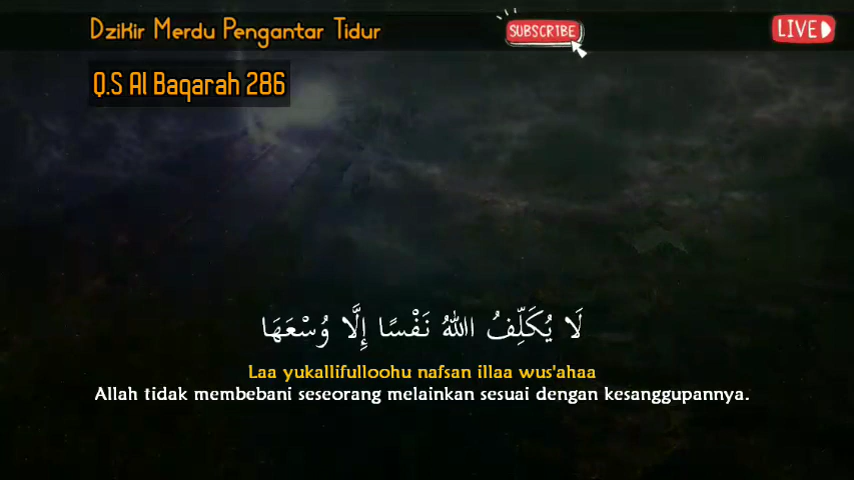 Dzikir Merdu Pengantar Tidur
SUBSCRIBE
LIVE
Q.S Al Baqarah 286
لَا يُكَلِّفُ اللهُ نَفْسًا إِلَّا وُسْعَهَا
Laa yukallifulloohu nafsan illaa wus'ahaa
Allah tidak membebani seseorang melainkan sesuai dengan kesanggupannya.